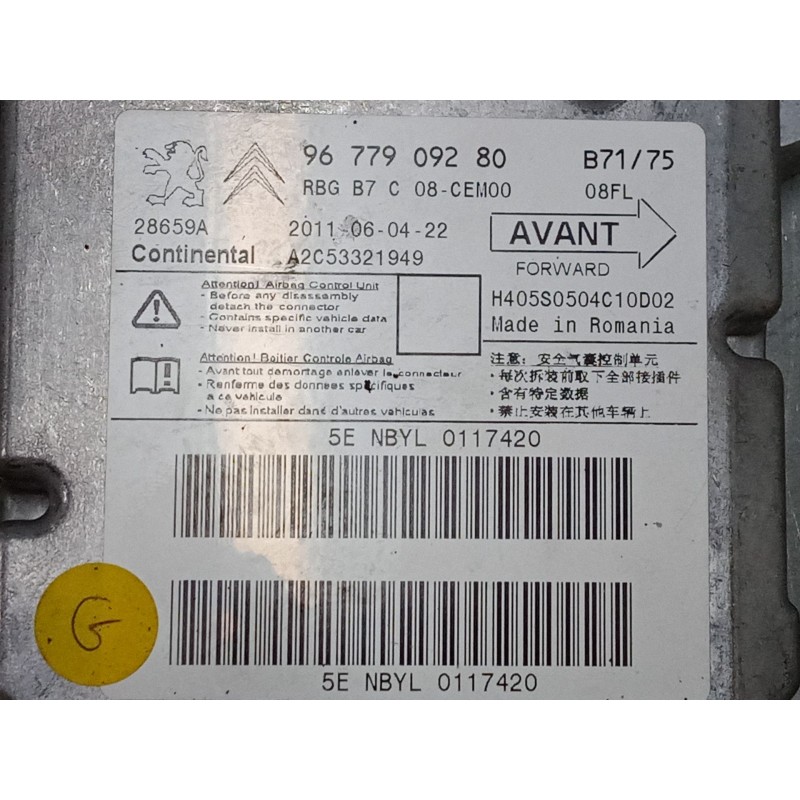 96 779 092 80
B71/75
RBG B7 C 08-CEM00
08FL
28659A
2011-06-04-22
AVANT
Continental
A2C53321949
FORWARD
Attention! Airbag Control Unit
- Before any disassembly
detach the connector
- Contains specific vehicle data
- Never install in another car
H405S0504C10D02
Made in Romania
Attention! Boitier Controle Airbag
- Avant tout demontage enlever le connecteur
- Renferme des donnees specifiques
a ce vehicule
- Ne pas installer dans d'autres vehicules
注意: 安全气囊控制单元
• 每次拆装前取下全部接插件
• 含有特定数据
• 禁止安装在其他车辆上
5E NBYL 0117420
5E NBYL 0117420
G